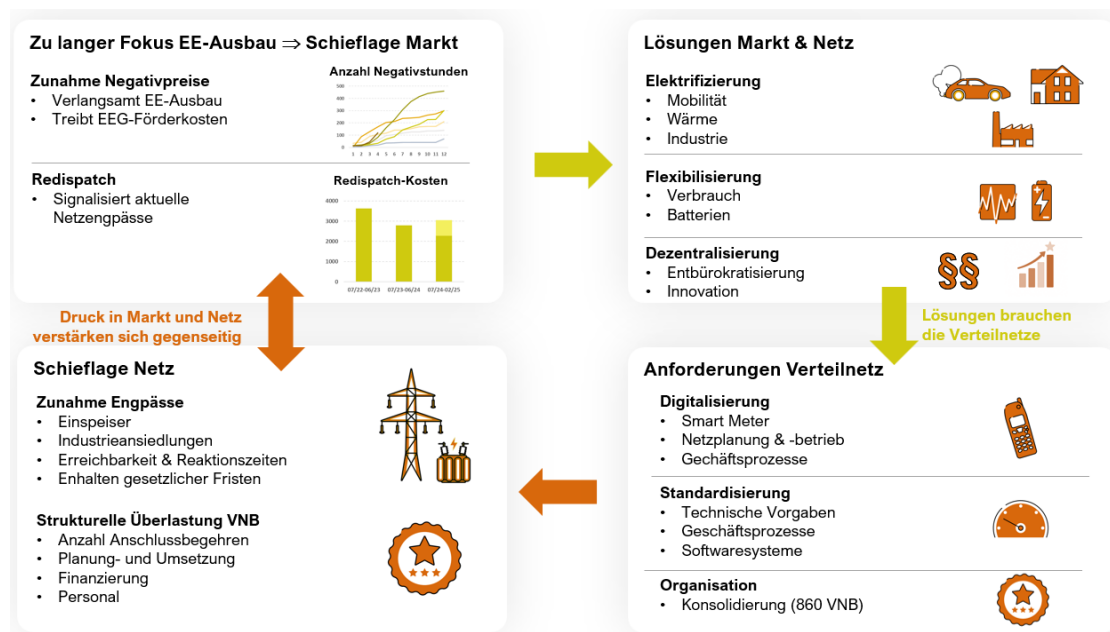 Zu langer Fokus EE-Ausbau ⇒ Schieflage Markt
Zunahme Negativpreise
• Verlangsamt EE-Ausbau
• Treibt EEG-Förderkosten
Anzahl Negativstunden
500
400
300
200
100
0
1 2 3 4 5 6 7 8 9 10 11 12
Redispatch
• Signalisiert aktuelle
Netzengpässe
Redispatch-Kosten
4000
3000
2000
1000
0
07/22-06/23 07/23-06/24 07/24-02/25
Lösungen Markt & Netz
Elektrifizierung
• Mobilität
• Wärme
• Industrie
Flexibilisierung
• Verbrauch
• Batterien
Dezentralisierung
• Entbürokratisierung
• Innovation
§§
Druck in Markt und Netz
verstärken sich gegenseitig
Lösungen brauchen
die Verteilnetze
Schieflage Netz
Zunahme Engpässe
• Einspeiser
• Industrieansiedlungen
• Erreichbarkeit & Reaktionszeiten
• Enhalten gesetzlicher Fristen
Strukturelle Überlastung VNB
• Anzahl Anschlussbegehren
• Planung- und Umsetzung
• Finanzierung
• Personal
Anforderungen Verteilnetz
Digitalisierung
• Smart Meter
• Netzplanung & -betrieb
• Gechäftsprozesse
Standardisierung
• Technische Vorgaben
• Geschäftsprozesse
• Softwaresysteme
Organisation
• Konsolidierung (860 VNB)